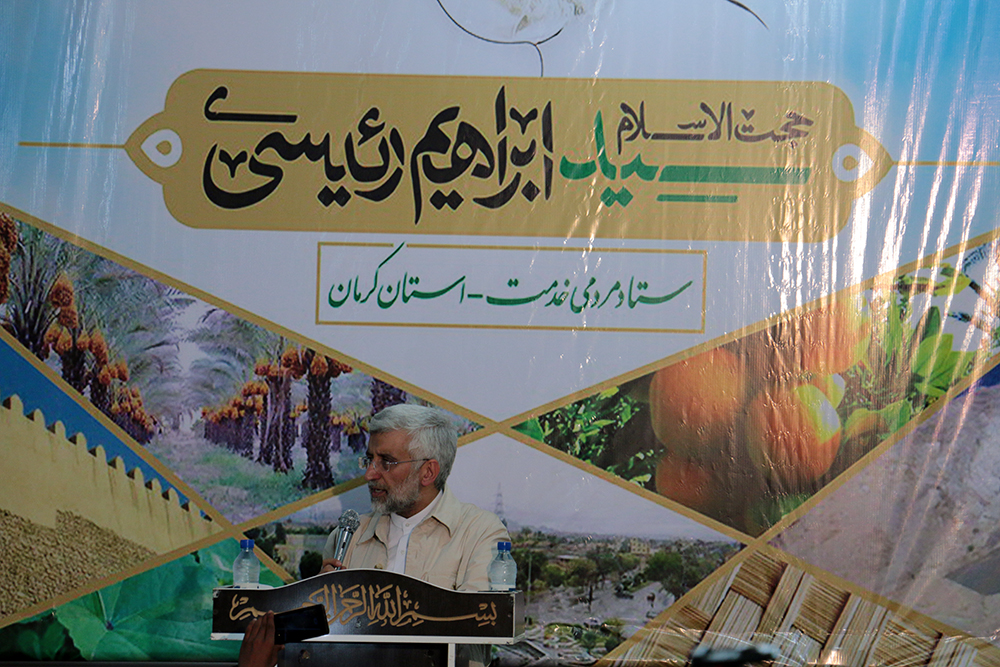 حجت الاسلام
سید ابراهیم رئیسی
ستاد مردمی خدمت - استان کرمان
بسم الله الرحمن الرحیم